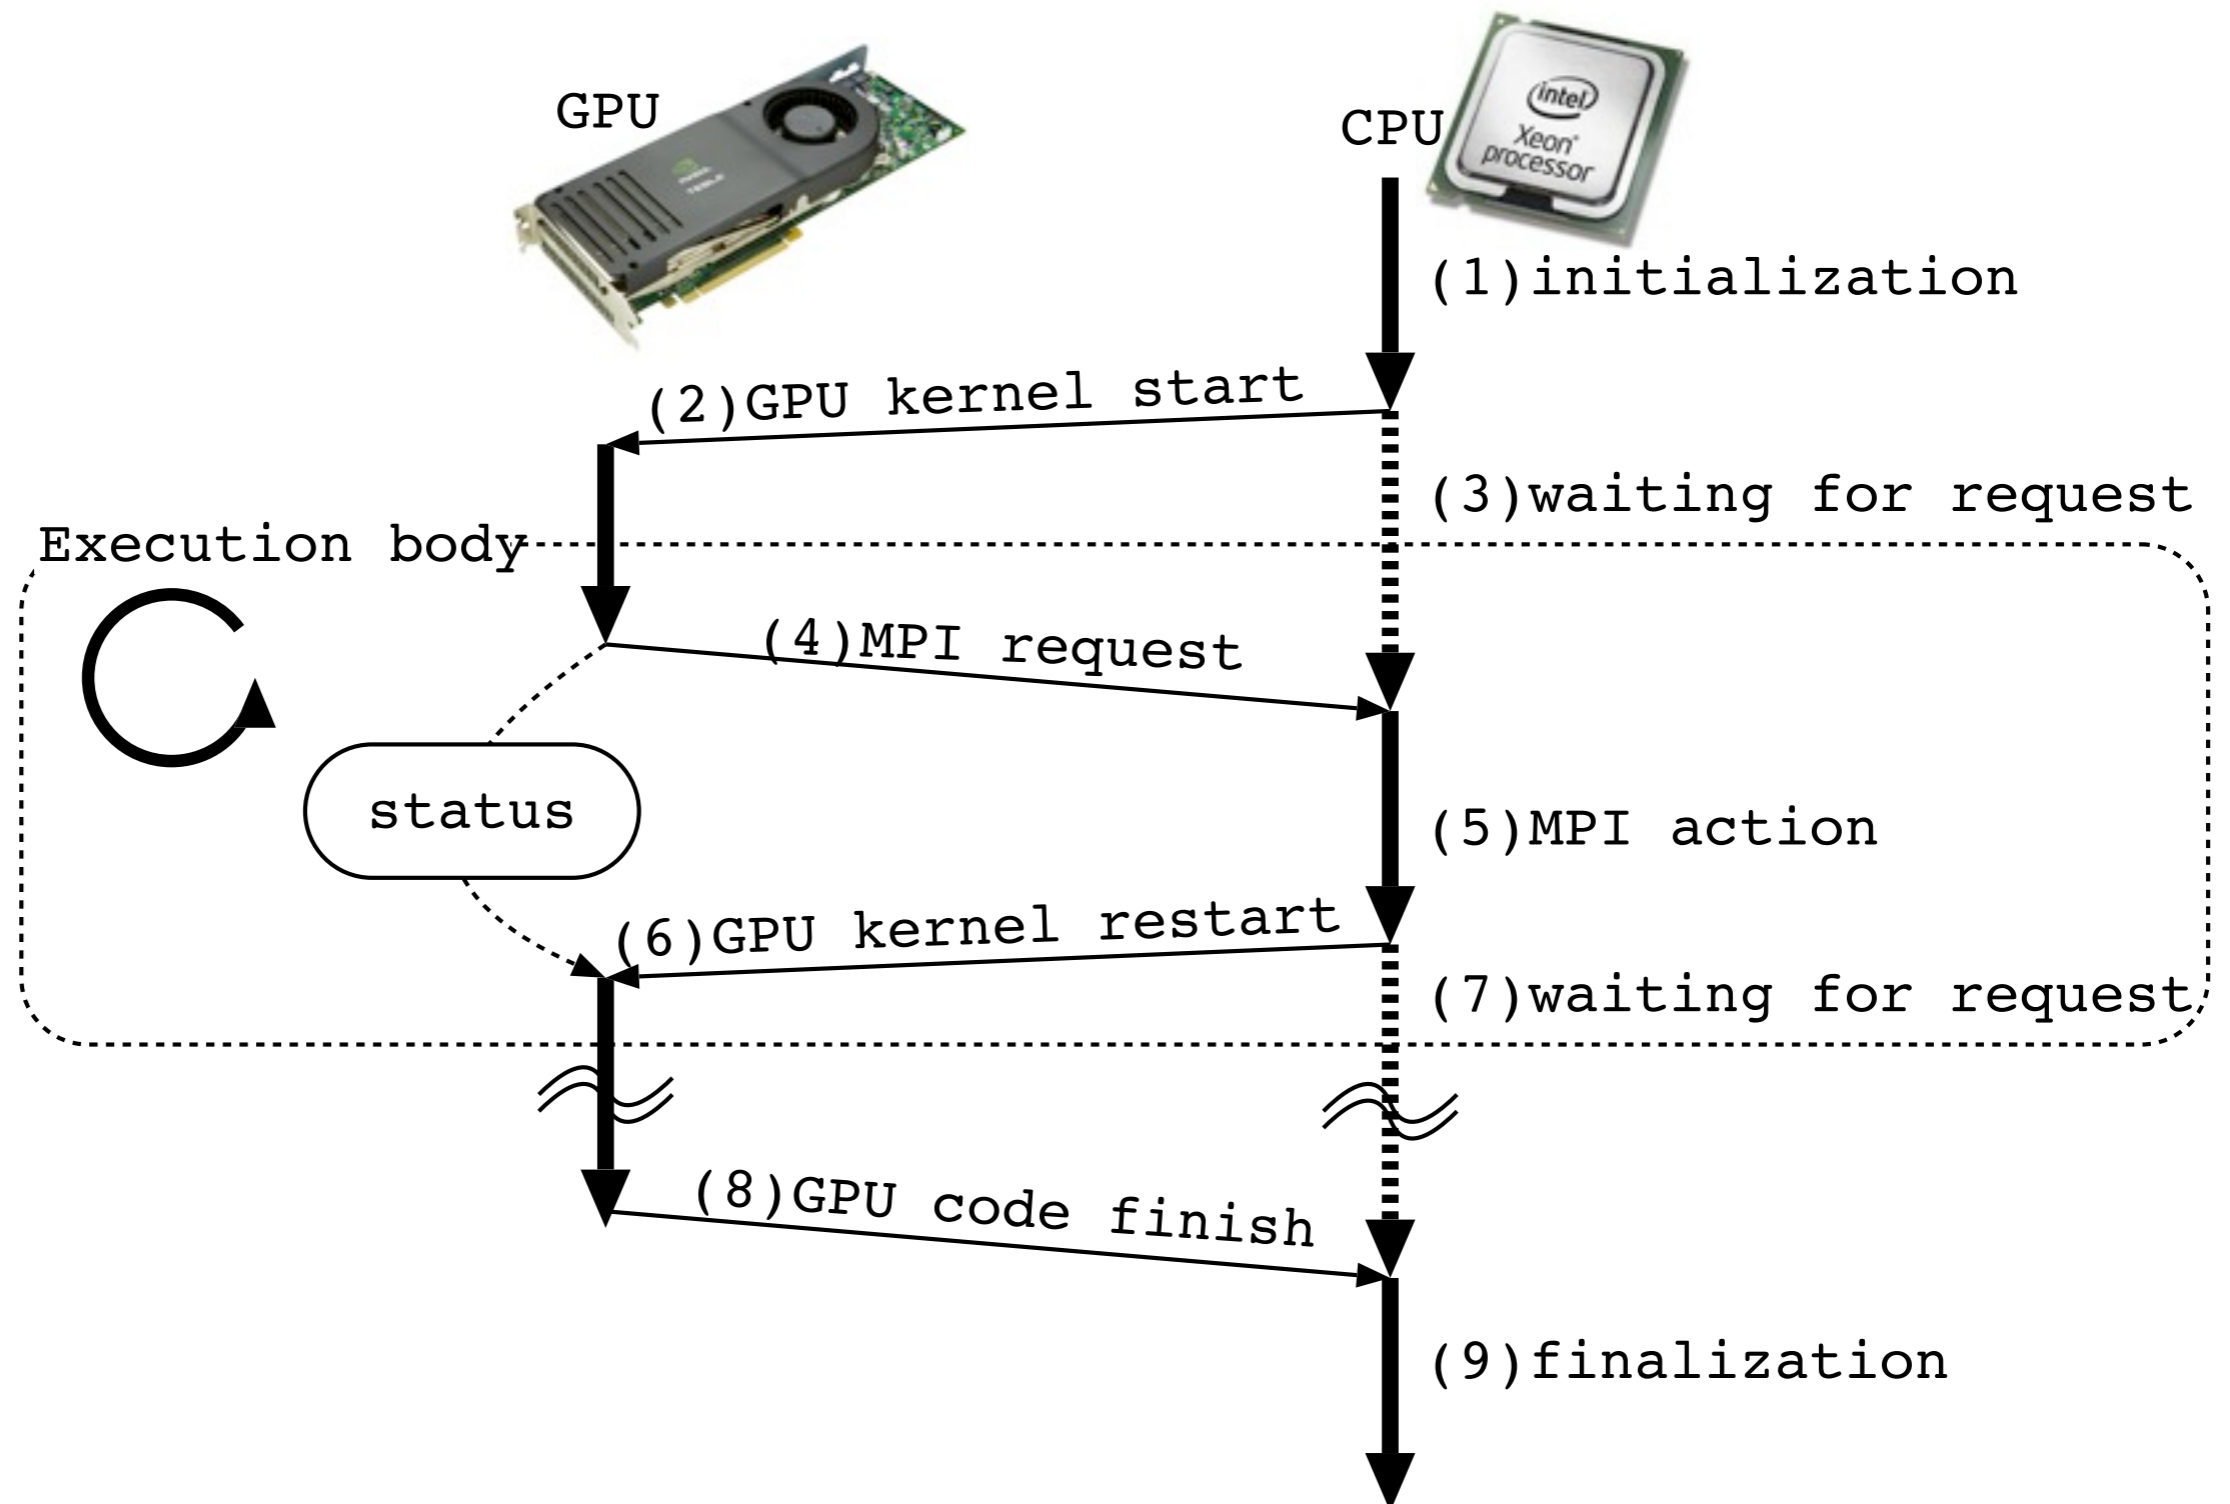 GPU
CPU
intel
Xeon®
processor
(1)initialization
(2)GPU kernel start
(3)waiting for request
Execution body
(4)MPI request
status
(5)MPI action
(6)GPU kernel restart
(7)waiting for request
(8)GPU code finish
(9)finalization